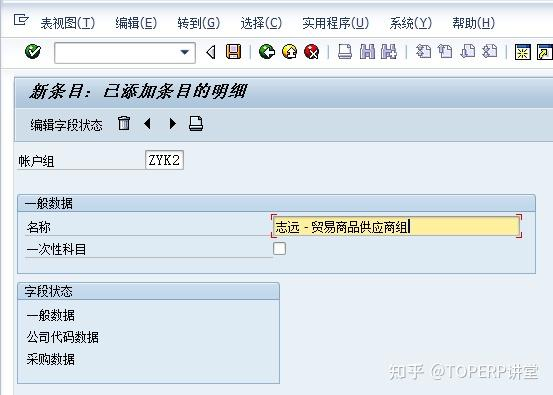 表视图(T) 编辑(E) 转到(G) 选择(C) 实用程序(U) 系统(Y) 帮助(H)
新条目: 已添加条目的明细
编辑字段状态
帐户组 ZYK2
一般数据
名称 志远 - 贸易商品供应商组
一次性科目
字段状态
一般数据
公司代码数据
采购数据
知乎 @TOPERP讲堂